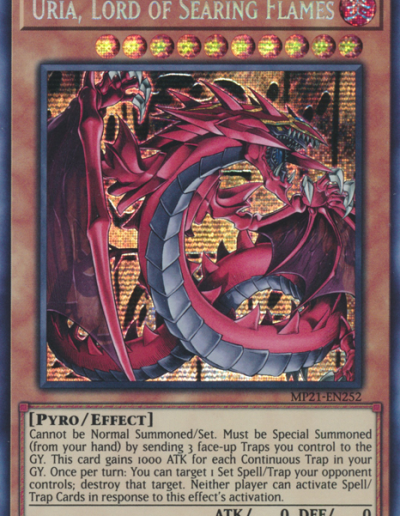 URIA, LORD OF SEARING FLAMES
MP21-EN252
[PYRO/EFFECT]
Cannot be Normal Summoned/Set. Must be Special Summoned
(from your hand) by sending 3 face-up Traps you control to the
GY. This card gains 1000 ATK for each Continuous Trap in your
GY. Once per turn: You can target 1 Set Spell/Trap your opponent
controls; destroy that target. Neither player can activate Spell/
Trap Cards in response to this effect's activation.
ATK/ 0 DEF/ 0